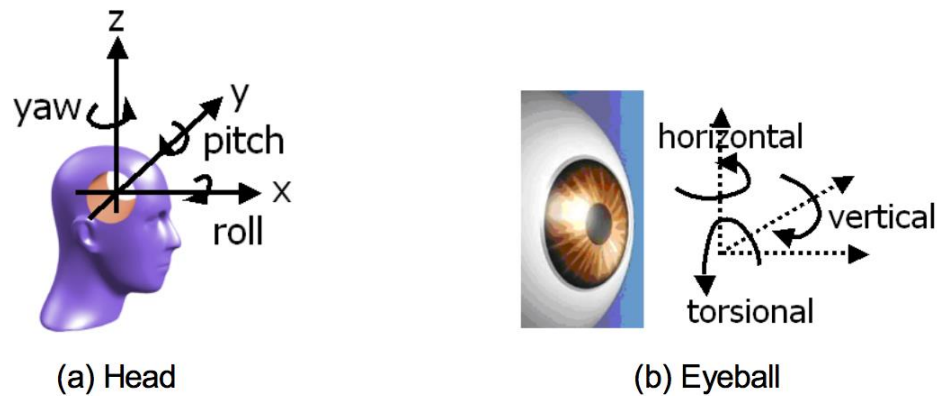 z
yaw
y
pitch
x
roll
horizontal
vertical
torsional
(a) Head
(b) Eyeball